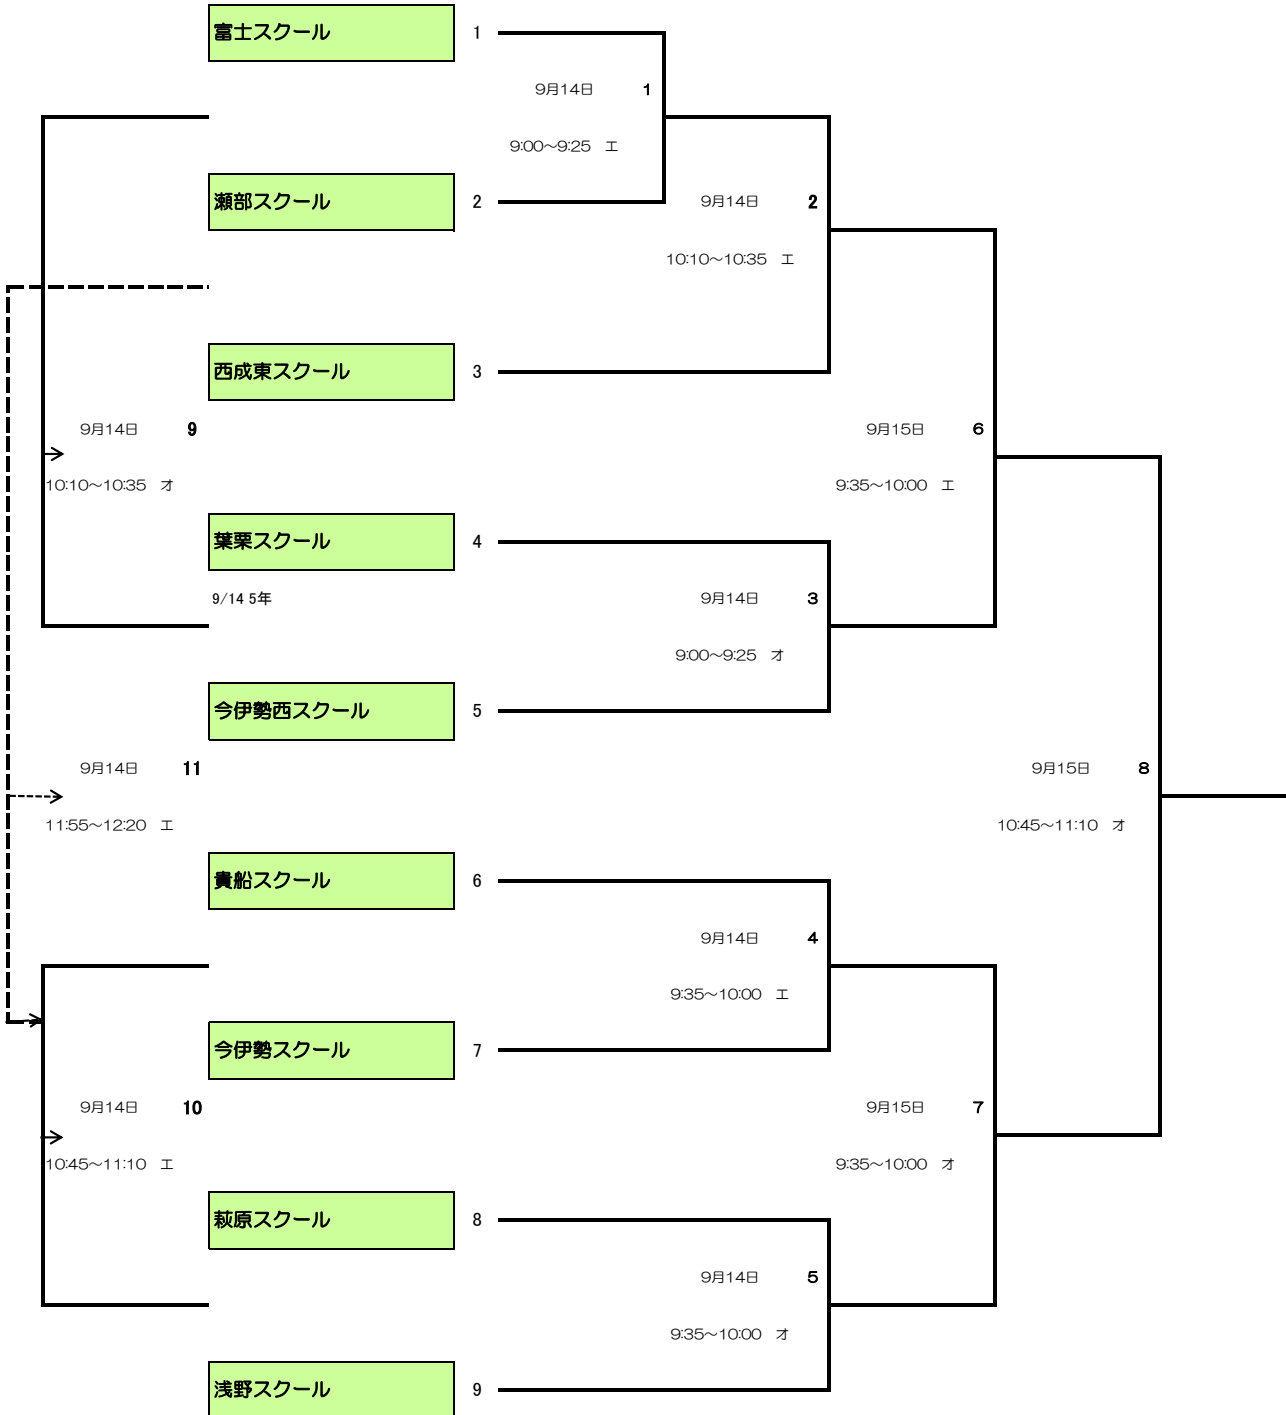 富士スクール 1
9月14日 1
9:00～9:25 エ
瀬部スクール 2 9月14日 2
10:10～10:35 エ
西成東スクール 3
9月14日 9 9月15日 6
10:10～10:35 オ 9:35～10:00 エ
葉栗スクール 4
9/14 5年 9月14日 3
9:00～9:25 オ
今伊勢西スクール 5
9月14日 11 9月15日 8
11:55～12:20 エ 10:45～11:10 オ
貴船スクール 6
9月14日 4
9:35～10:00 エ
今伊勢スクール 7
9月14日 10 9月15日 7
10:45～11:10 エ 9:35～10:00 オ
萩原スクール 8
9月14日 5
9:35～10:00 オ
浅野スクール 9